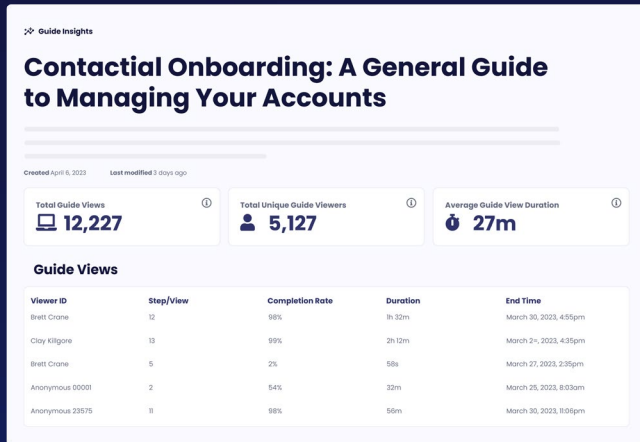 Guide Insights
Contactial Onboarding: A General Guide
to Managing Your Accounts
Created April 6, 2023 Last modified 3 days ago
Total Guide Views
12,227
Total Unique Guide Viewers
5,127
Average Guide View Duration
27m
Guide Views
Viewer ID Step/View Completion Rate Duration End Time
Brett Crane 12 98% 1h 32m March 30, 2023, 4:55pm
Clay Killgore 13 99% 2h 12m March 2=, 2023, 4:35pm
Brett Crane 5 2% 58s March 27, 2023, 2:35pm
Anonymous 00001 2 54% 32m March 25, 2023, 8:03am
Anonymous 23575 11 98% 56m March 30, 2023, 11:06pm